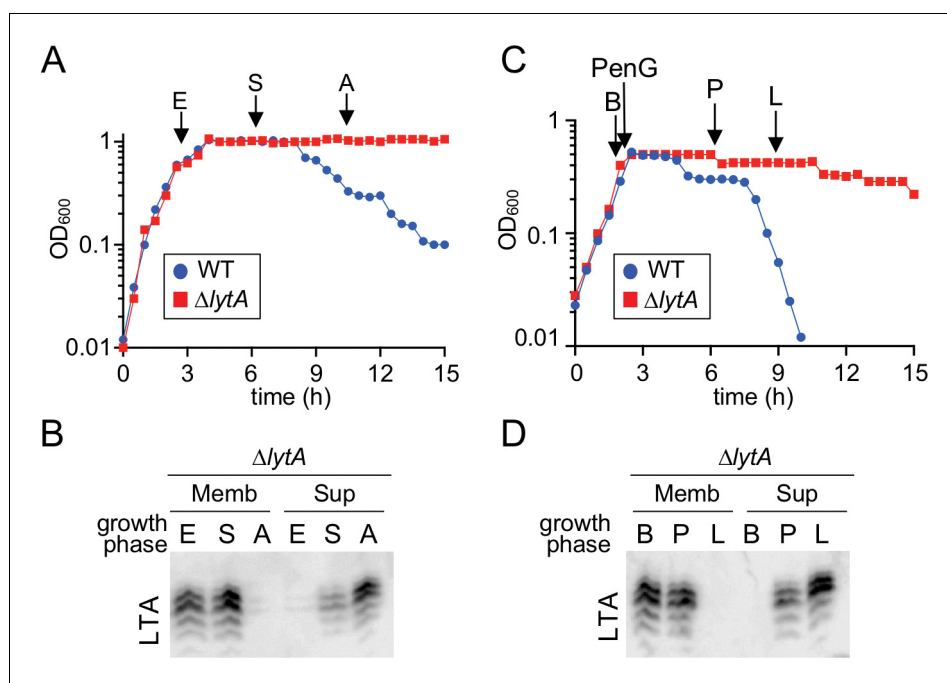 A
E S A
OD600
1
0.1
0.01
WT
ΔlytA
0 3 6 9 12 15
time (h)
B
ΔlytA
Memb Sup
growth phase
E S A E S A
LTA
C
PenG
B P L
OD600
1
0.1
0.01
WT
ΔlytA
0 3 6 9 12 15
time (h)
D
ΔlytA
Memb Sup
growth phase
B P L B P L
LTA